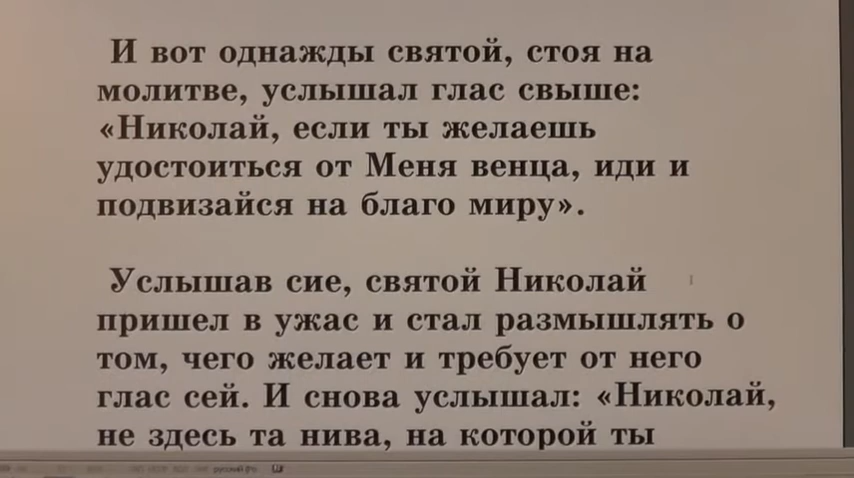 И вот однажды святой, стоя на
молитве, услышал глас свыше:
«Николай, если ты желаешь
удостоиться от Меня венца, иди и
подвизайся на благо миру».
Услышав сие, святой Николай
пришел в ужас и стал размышлять о
том, чего желает и требует от него
глас сей. И снова услышал: «Николай,
не здесь та нива, на которой ты
русский